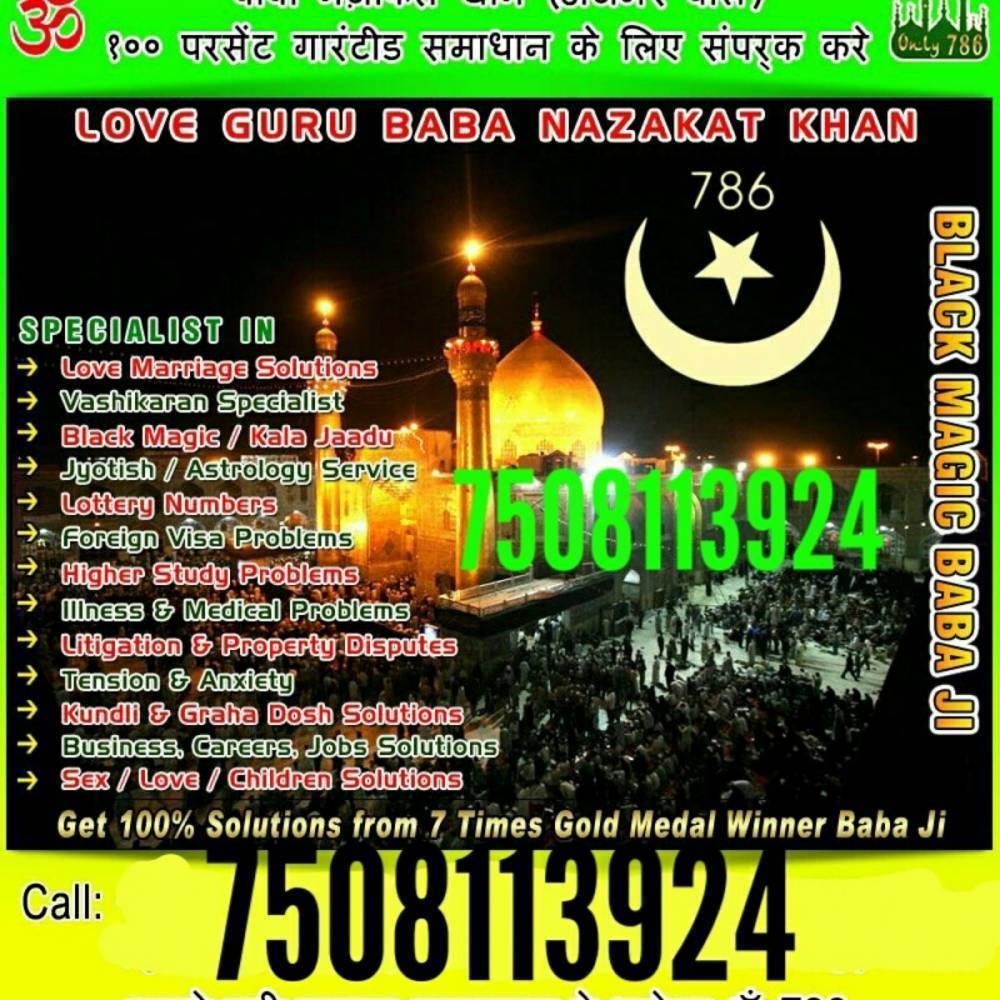 १०० परसेंट गारंटीड समाधान के लिए संपर्क करे
Only 786
LOVE GURU BABA NAZAKAT KHAN
786
BLACK MAGIC BABA JI
SPECIALIST IN
→ Love Marriage Solutions
→ Vashikaran Specialist
→ Black Magic / Kala Jaadu
→ Jyotish / Astrology Service
→ Lottery Numbers
→ Foreign Visa Problems
→ Higher Study Problems
→ Illness & Medical Problems
→ Litigation & Property Disputes
→ Tension & Anxiety
→ Kundli & Graha Dosh Solutions
→ Business, Careers, Jobs Solutions
→ Sex / Love / Children Solutions
7508113924
Get 100% Solutions from 7 Times Gold Medal Winner Baba Ji
Call: 7508113924